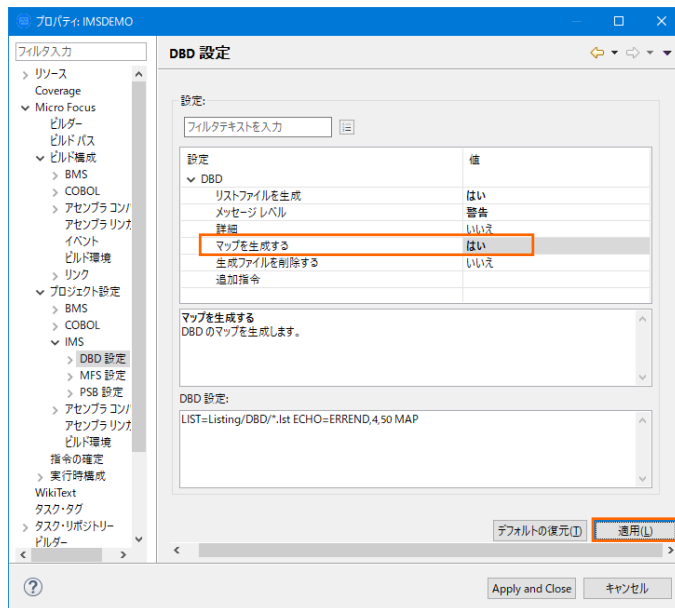 プロパティ: IMSDEMO
フィルタ入力
リソース
Coverage
Micro Focus
ビルダー
ビルド パス
ビルド構成
BMS
COBOL
アセンブラ コンパ
アセンブラ リンカ
イベント
ビルド環境
リンク
プロジェクト設定
BMS
COBOL
IMS
DBD 設定
MFS 設定
PSB 設定
アセンブラ コンパ
アセンブラ リンカ
ビルド環境
指令の確定
実行時構成
WikiText
タスク・タグ
タスク・リポジトリー
ビルダー
DBD 設定
設定:
フィルタテキストを入力
設定 値
DBD
リストファイルを生成 はい
メッセージ レベル 警告
詳細 いいえ
マップを生成する はい
生成ファイルを削除する いいえ
追加指令
マップを生成する
DBD のマップを生成します。
DBD 設定:
LIST=Listing/DBD/*.lst ECHO=ERREND,4,50 MAP
デフォルトの復元(T) 適用(L)
Apply and Close キャンセル